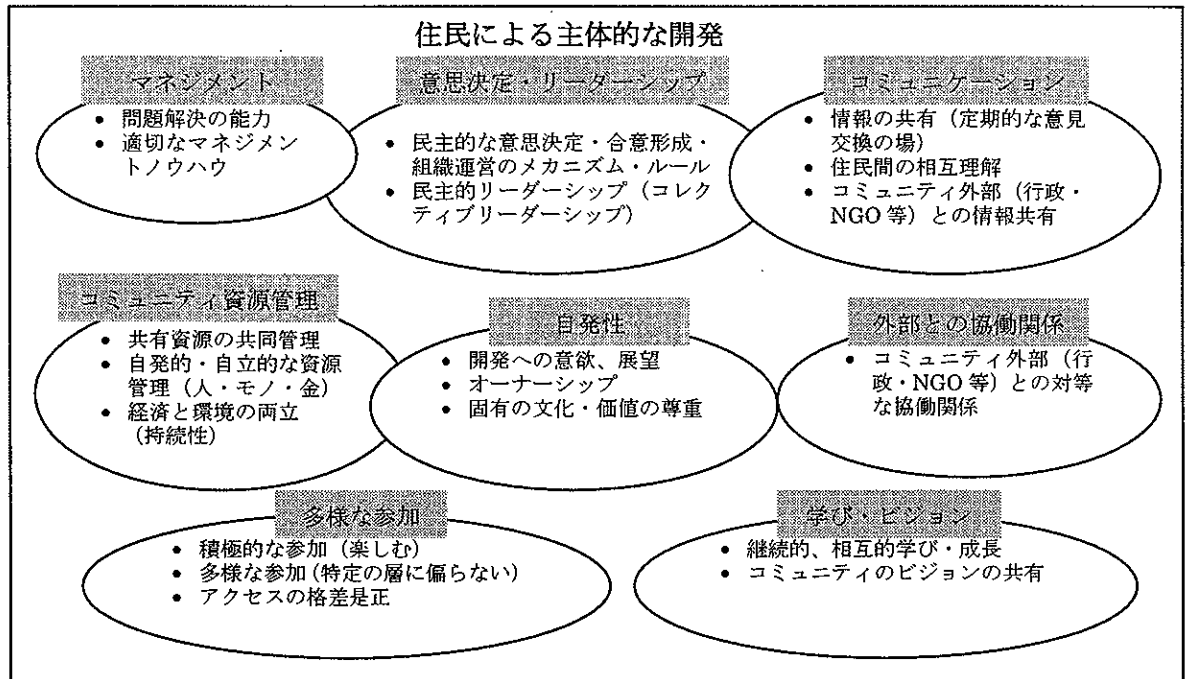 住民による主体的な開発
マネジメント
• 問題解決の能力
• 適切なマネジメン
トノウハウ
意思決定・リーダーシップ
• 民主的な意思決定・合意形成・
組織運営のメカニズム・ルール
• 民主的リーダーシップ（コレク
ティブリーダーシップ）
コミュニケーション
• 情報の共有（定期的な意見
交換の場）
• 住民間の相互理解
• コミュニティ外部（行政・
NGO 等）との情報共有
コミュニティ資源管理
• 共有資源の共同管理
• 自発的・自立的な資源
管理（人・モノ・金）
• 経済と環境の両立
（持続性）
自発性
• 開発への意欲、展望
• オーナーシップ
• 固有の文化・価値の尊重
外部との協働関係
• コミュニティ外部（行
政・NGO 等）との対等
な協働関係
多様な参加
• 積極的な参加（楽しむ）
• 多様な参加（特定の層に偏らない）
• アクセスの格差是正
学び・ビジョン
• 継続的、相互的学び・成長
• コミュニティのビジョンの共有